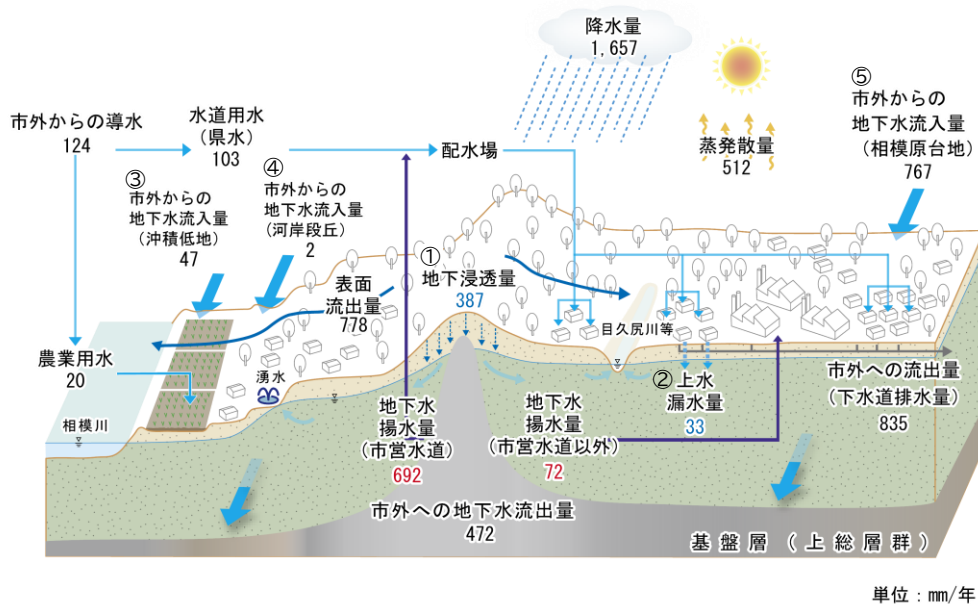 降水量
1,657
⑤
市外からの
地下水流入量
(相模原台地)
767
市外からの導水
124
水道用水
(県水)
103
配水場
蒸発散量
512
③
市外からの
地下水流入量
(沖積低地)
47
④
市外からの
地下水流入量
(河岸段丘)
2
①
地下浸透量
387
表面
流出量
778
目久尻川等
農業用水
20
湧水
相模川
地下水
揚水量
(市営水道)
692
地下水
揚水量
(市営水道以外)
72
②上水
漏水量
33
市外への流出量
(下水道排水量)
835
市外への地下水流出量
472
基盤層(上総層群)
単位:mm/年